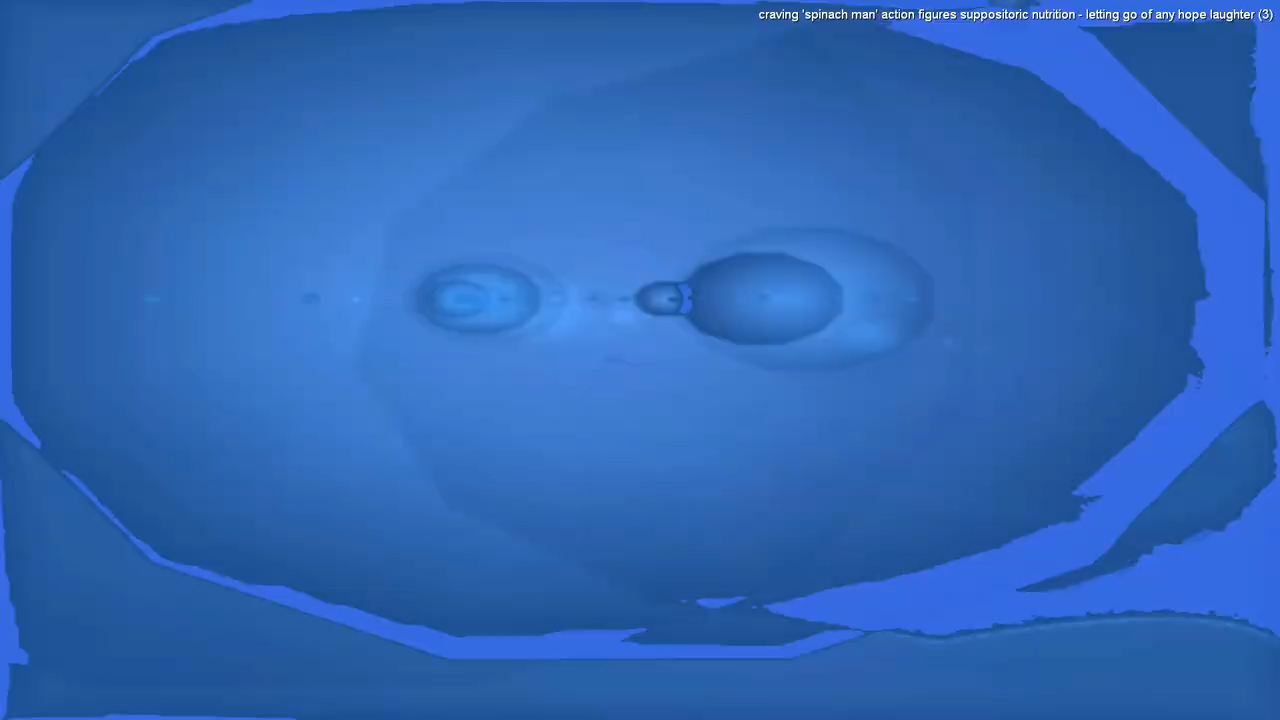 craving 'spinach man' action figures suppositoric nutrition - letting go of any hope laughter (3)